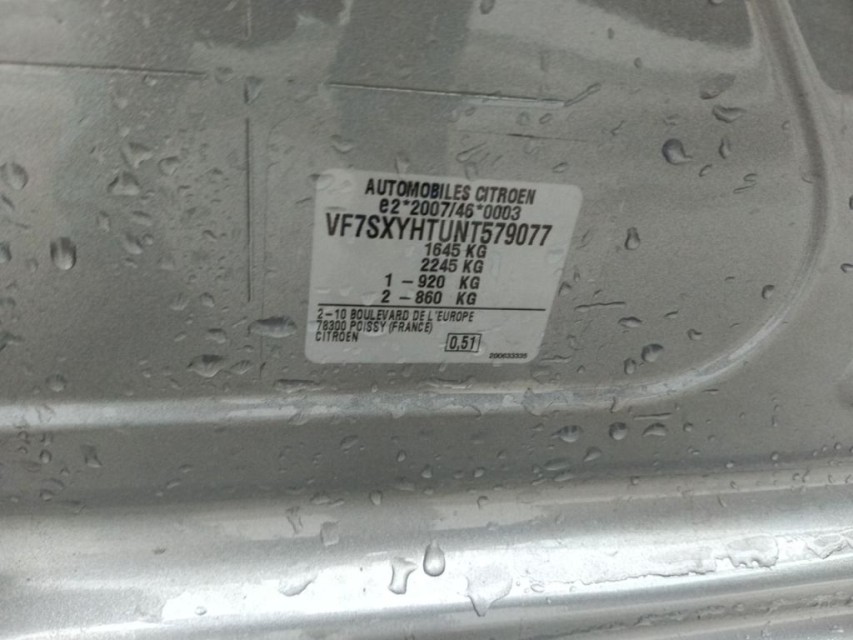 AUTOMOBILES CITROEN
e2*2007/46*0003
VF7SXYHTUNT579077
1645 KG
2245 KG
1 - 920 KG
2 - 860 KG
2-10 BOULEVARD DE L'EUROPE
78300 POISSY (FRANCE)
CITROEN
0,51